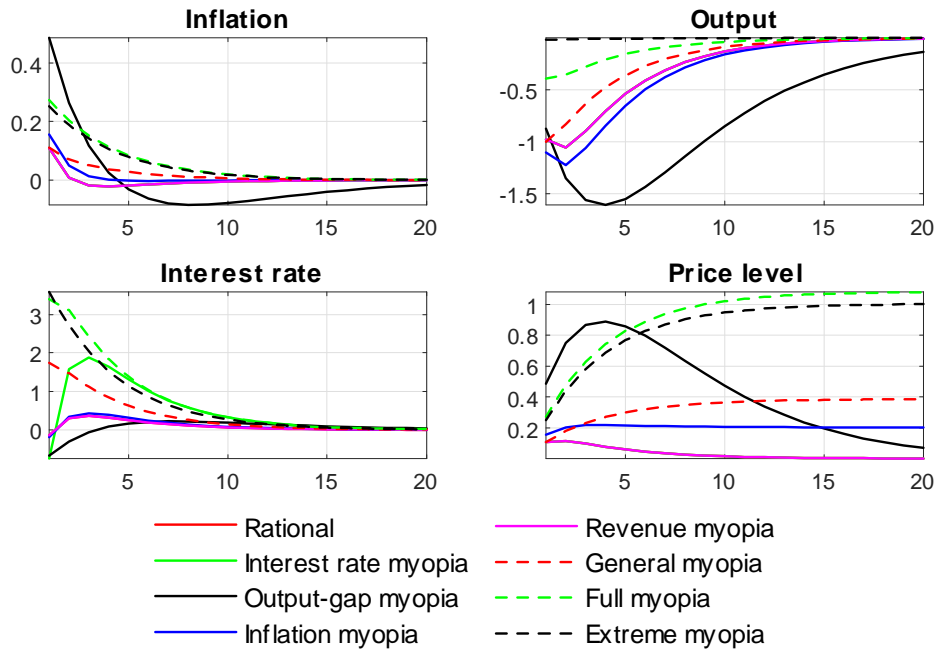 Inflation
Output
0.4
0.2
0
5 10 15 20
-0.5
-1
-1.5
5 10 15 20
Interest rate
Price level
3
2
1
0
5 10 15 20
1
0.8
0.6
0.4
0.2
5 10 15 20
Rational
Interest rate myopia
Output-gap myopia
Inflation myopia
Revenue myopia
General myopia
Full myopia
Extreme myopia